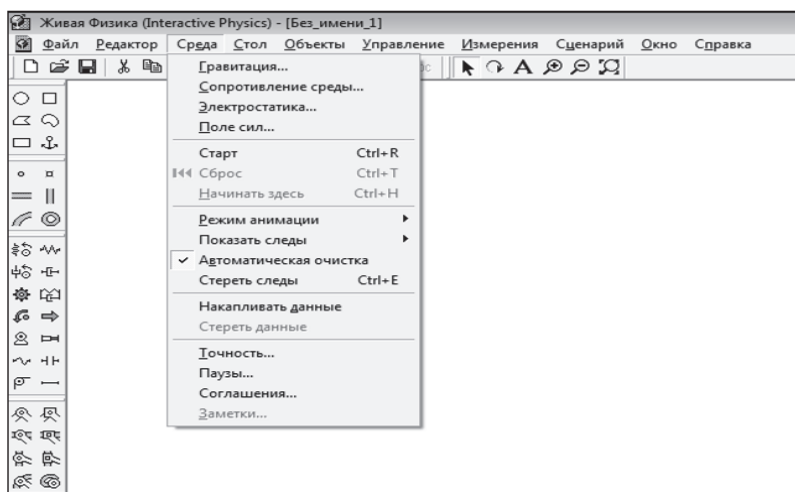 Живая Физика (Interactive Physics) - [Без_имени_1]
Файл Редактор Среда Стол Объекты Управление Измерения Сценарий Окно Справка
A
Гравитация...
Сопротивление среды...
Электростатика...
Поле сил...
Старт Ctrl+R
Сброс Ctrl+T
Начинать здесь Ctrl+H
Режим анимации
Показать следы
Автоматическая очистка
Стереть следы Ctrl+E
Накапливать данные
Стереть данные
Точность...
Паузы...
Соглашения...
Заметки...